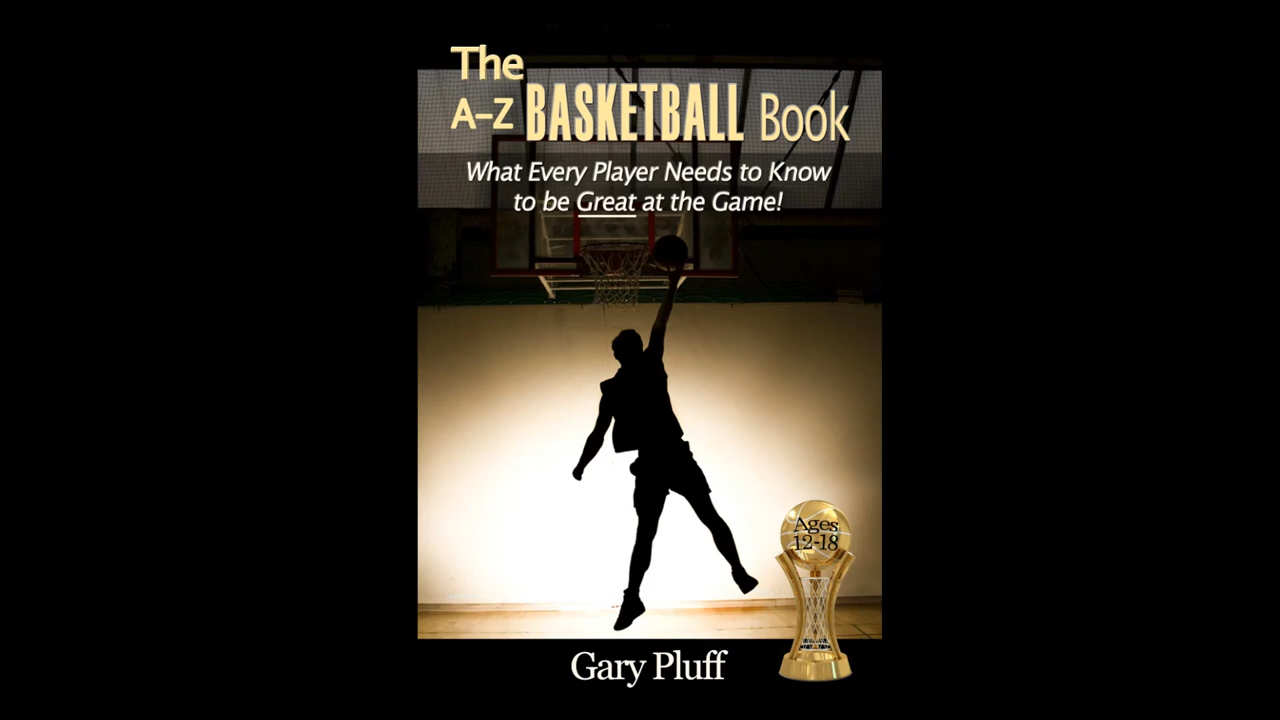 The
A–Z BASKETBALL Book
What Every Player Needs to Know
to be Great at the Game!
Ages
12-18
Gary Pluff